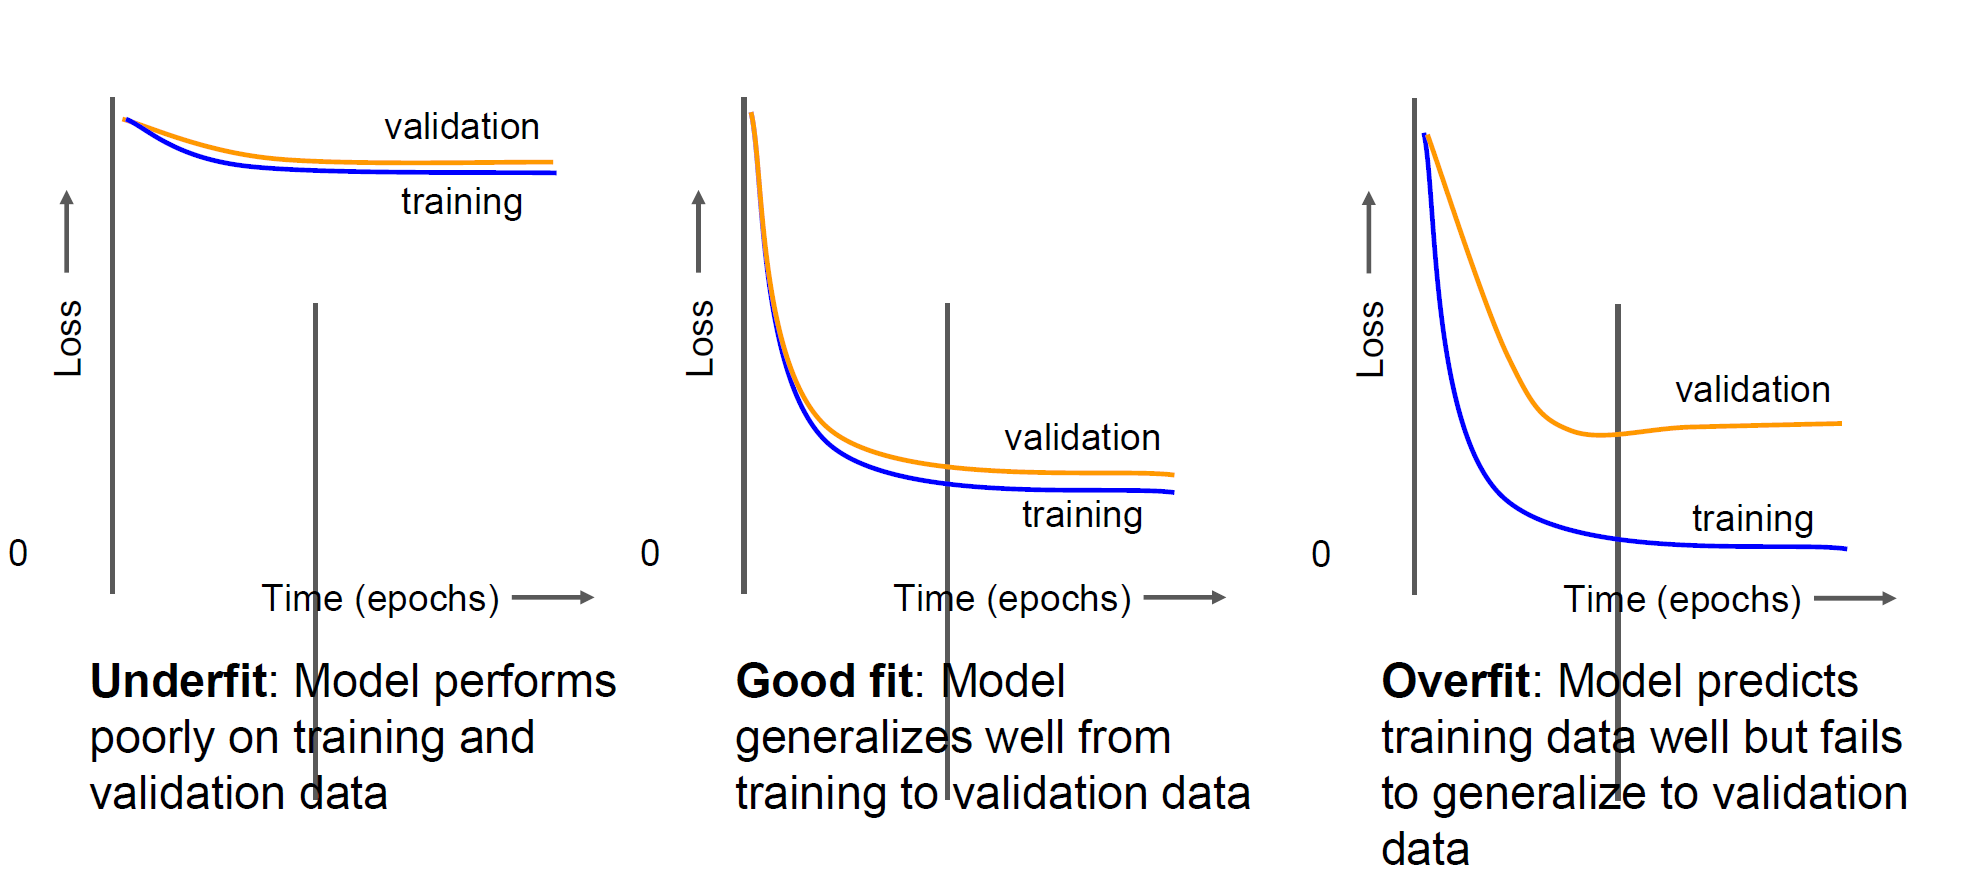 validation
training
Loss
0
Time (epochs)
Underfit: Model performs
poorly on training and
validation data
validation
training
Loss
0
Time (epochs)
Good fit: Model
generalizes well from
training to validation data
validation
training
Loss
0
Time (epochs)
Overfit: Model predicts
training data well but fails
to generalize to validation
data